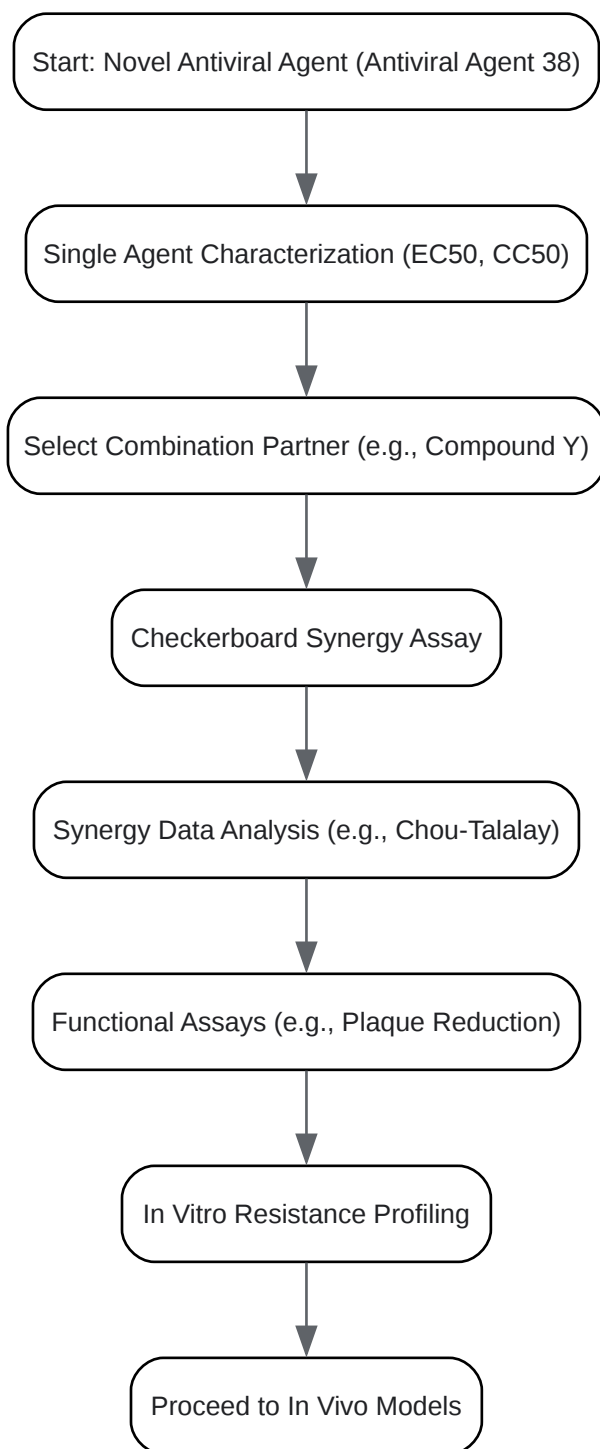 Start: Novel Antiviral Agent (Antiviral Agent 38)
Single Agent Characterization (EC50, CC50)
Select Combination Partner (e.g., Compound Y)
Checkerboard Synergy Assay
Synergy Data Analysis (e.g., Chou-Talalay)
Functional Assays (e.g., Plaque Reduction)
In Vitro Resistance Profiling
Proceed to In Vivo Models